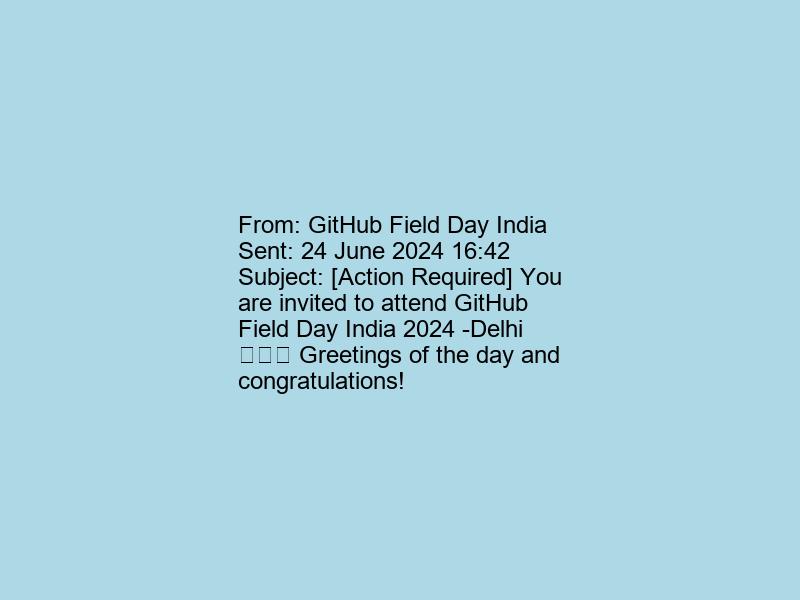 From: GitHub Field Day India
Sent: 24 June 2024 16:42
Subject: [Action Required] You
are invited to attend GitHub
Field Day India 2024 -Delhi
□□□ Greetings of the day and
congratulations!